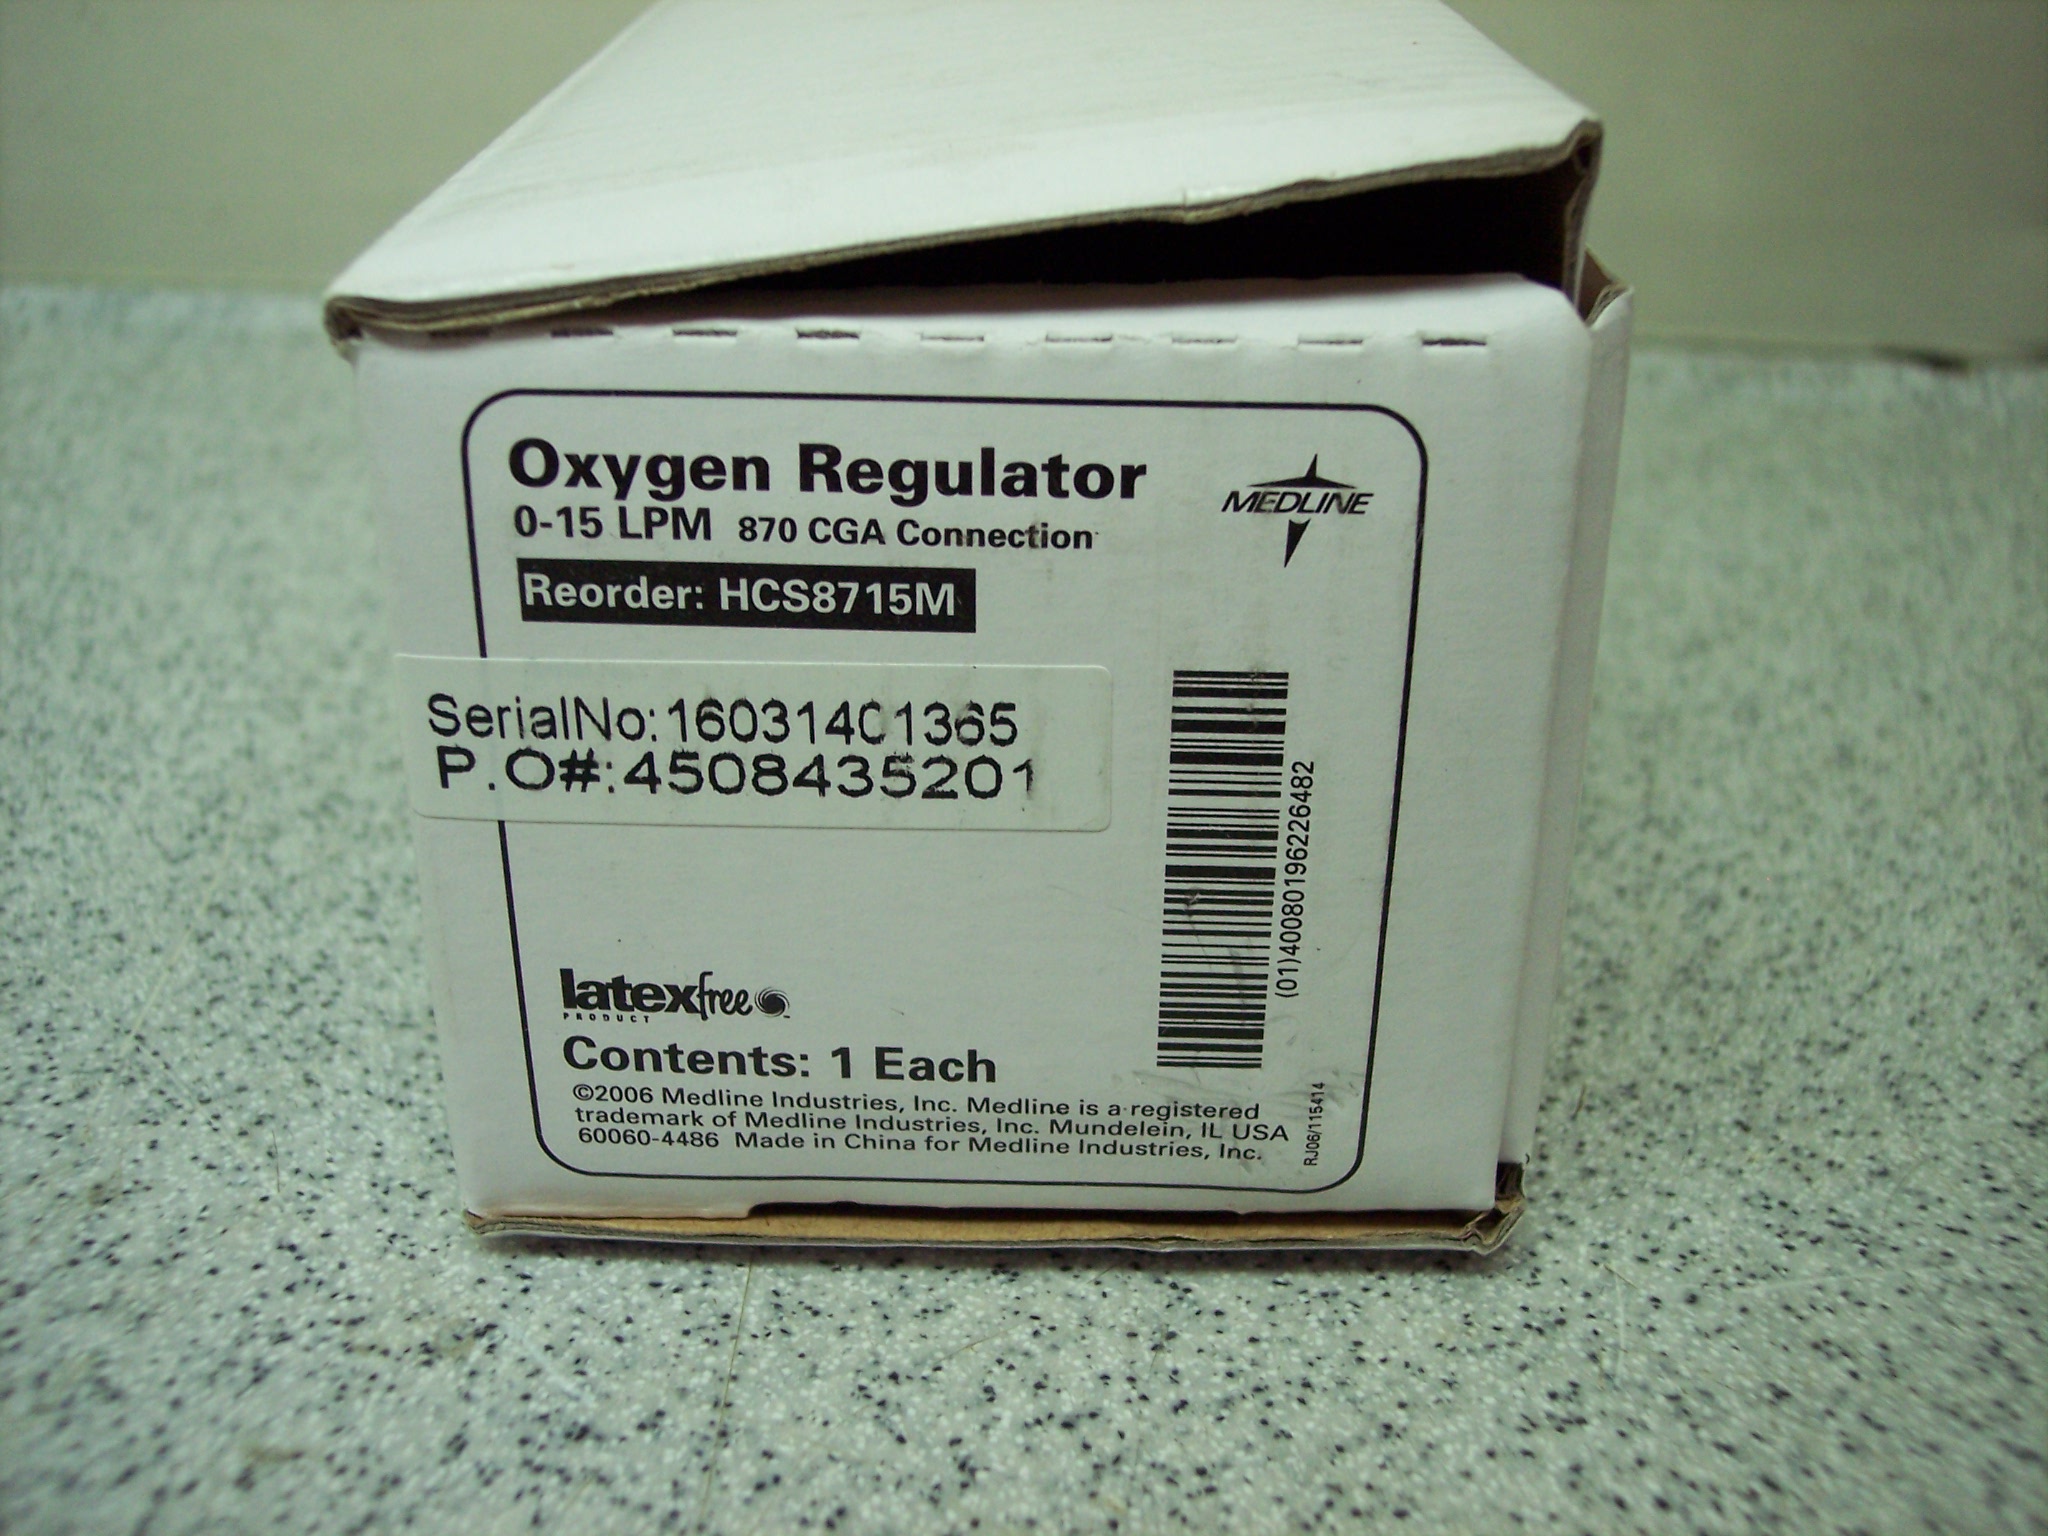 Oxygen Regulator
0-15 LPM 870 CGA Connection
MEDLINE
Reorder: HCS8715M
SerialNo:16031401365
P.O#:4508435201
(01)40080196226482
latexfree
PRODUCT
Contents: 1 Each
©2006 Medline Industries, Inc. Medline is a registered
trademark of Medline Industries, Inc. Mundelein, IL USA
60060-4486 Made in China for Medline Industries, Inc.
RJ06/115414